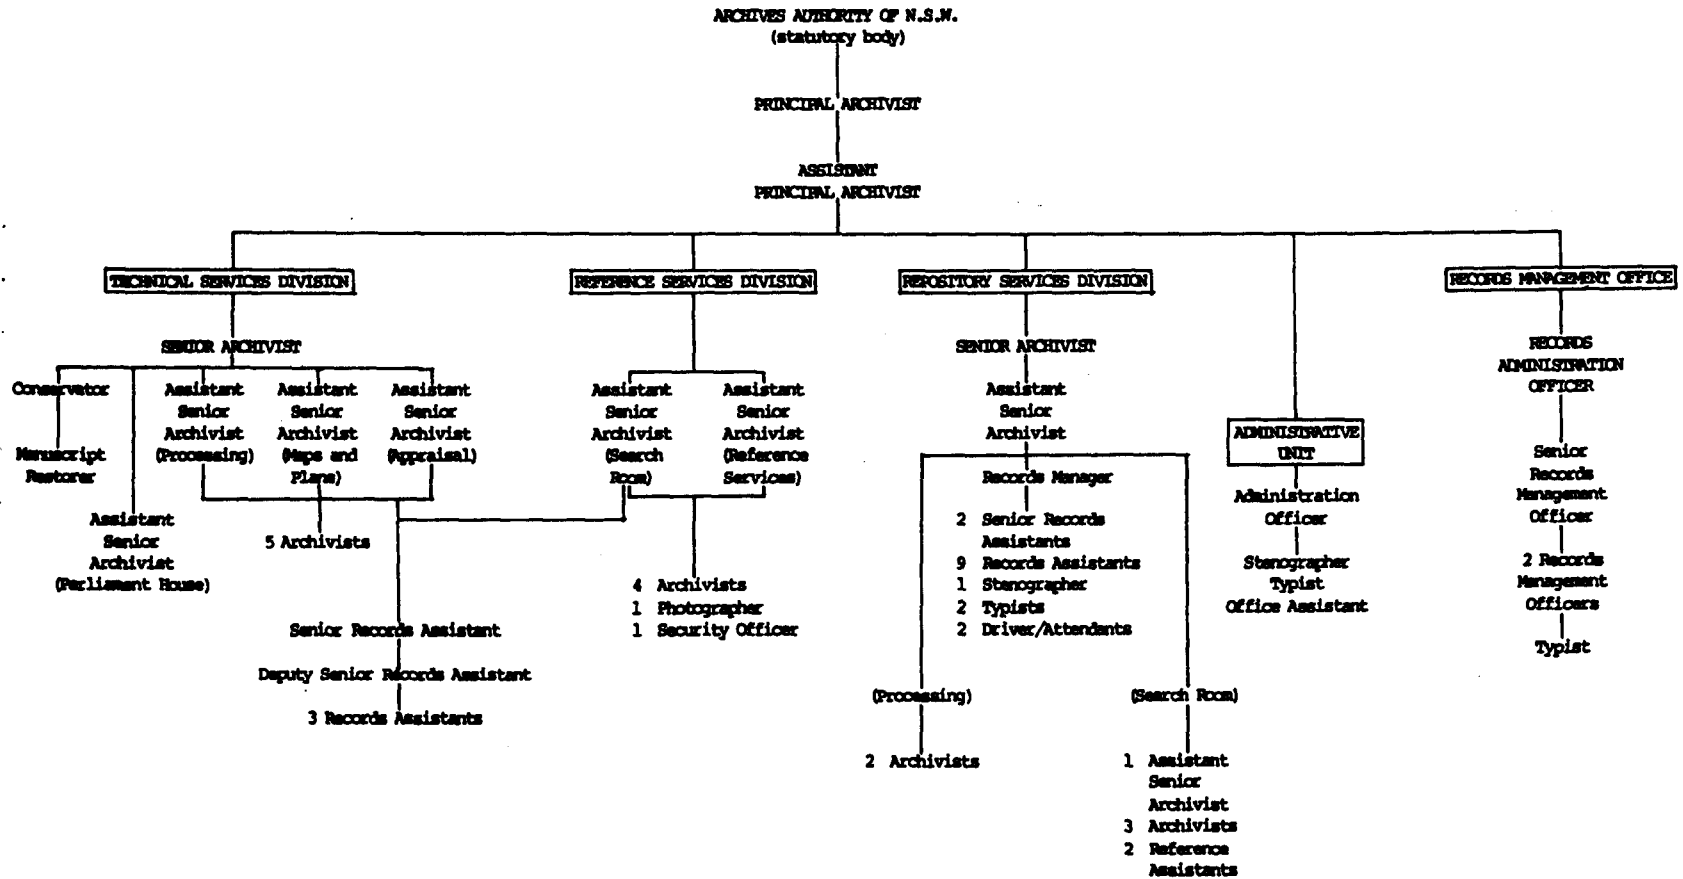 ARCHIVES AUTHORITY OF N.S.W.
(statutory body)
PRINCIPAL ARCHIVIST
ASSISTANT
PRINCIPAL ARCHIVIST
TECHNICAL SERVICES DIVISION
SENIOR ARCHIVIST
Conservator
Manuscript
Restorer
Assistant
Senior
Archivist
(Parliament House)
Assistant
Senior
Archivist
(Processing)
Assistant
Senior
Archivist
(Maps and
Plans)
Assistant
Senior
Archivist
(Appraisal)
5 Archivists
Senior Records Assistant
Deputy Senior Records Assistant
3 Records Assistants
REFERENCE SERVICES DIVISION
Assistant
Senior
Archivist
(Search
Room)
Assistant
Senior
Archivist
(Reference
Services)
4 Archivists
1 Photographer
1 Security Officer
REPOSITORY SERVICES DIVISION
SENIOR ARCHIVIST
Assistant
Senior
Archivist
Records Manager
2 Senior Records
Assistants
9 Records Assistants
1 Stenographer
2 Typists
2 Driver/Attendants
(Processing)
2 Archivists
(Search Room)
1 Assistant
Senior
Archivist
3 Archivists
2 Reference
Assistants
ADMINISTRATIVE
UNIT
Administration
Officer
Stenographer
Typist
Office Assistant
RECORDS MANAGEMENT OFFICE
RECORDS
ADMINISTRATION
OFFICER
Senior
Records
Management
Officer
2 Records
Management
Officers
Typist